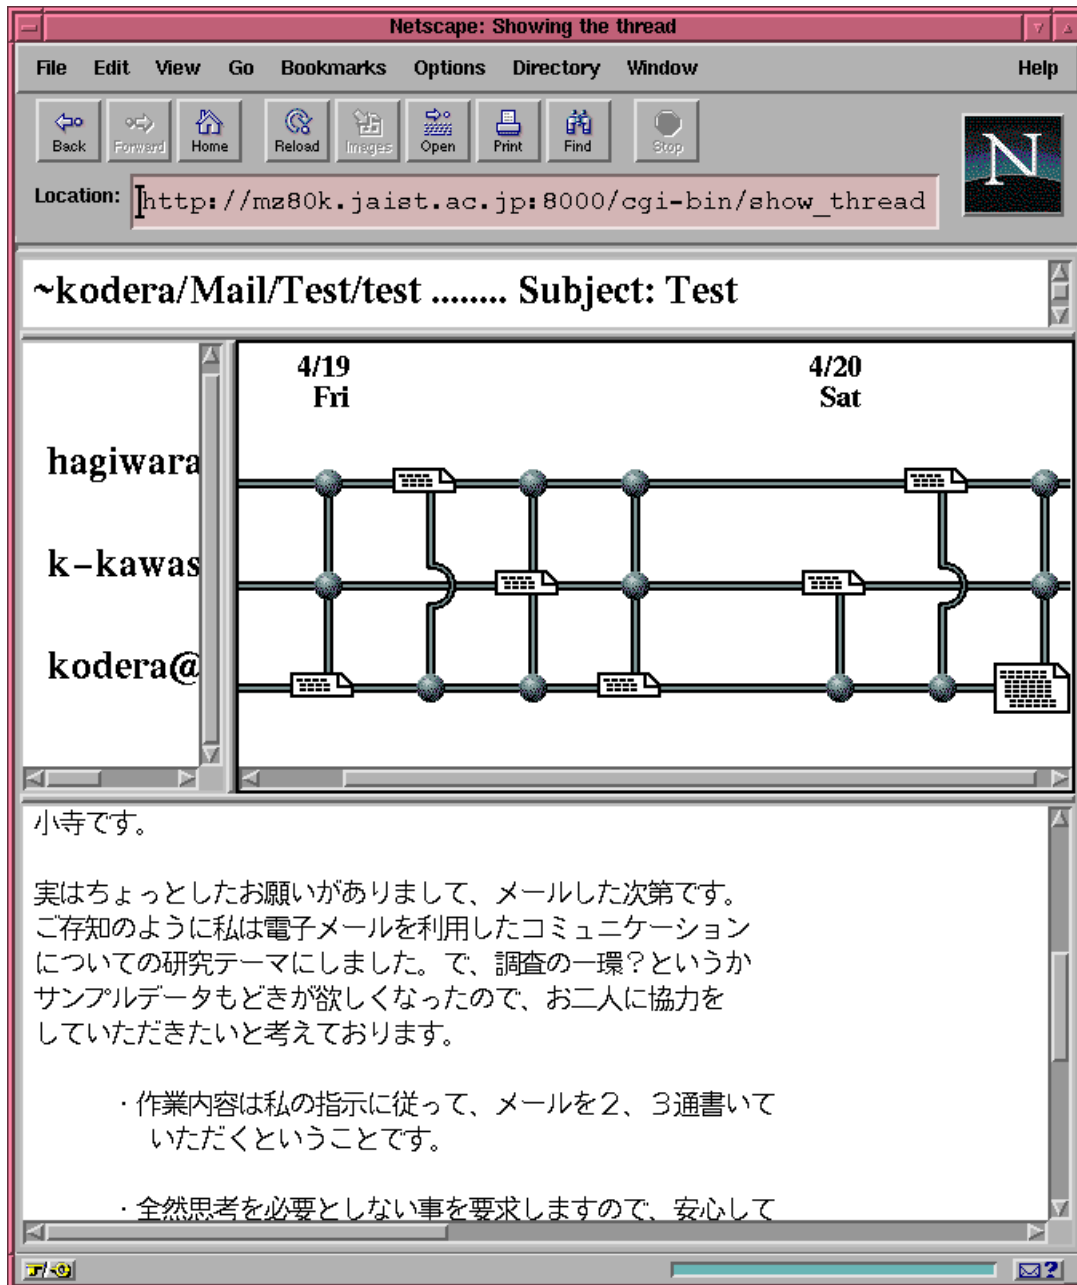 Netscape: Showing the thread
File Edit View Go Bookmarks Options Directory Window Help
Back Forward Home Reload Images Open Print Find Stop
N
Location: http://mz80k.jaist.ac.jp:8000/cgi-bin/show_thread
~kodera/Mail/Test/test ........ Subject: Test
4/19 4/20
Fri Sat
hagiwara
k-kawas
kodera@
小寺です。
実はちょっとしたお願いがありまして、メールした次第です。
ご存知のように私は電子メールを利用したコミュニケーション
についての研究テーマにしました。で、調査の一環？というか
サンプルデータもどきが欲しくなったので、お二人に協力を
していただきたいと考えております。
・作業内容は私の指示に従って、メールを２、３通書いて
いただくということです。
・全然思考を必要としない事を要求しますので、安心して